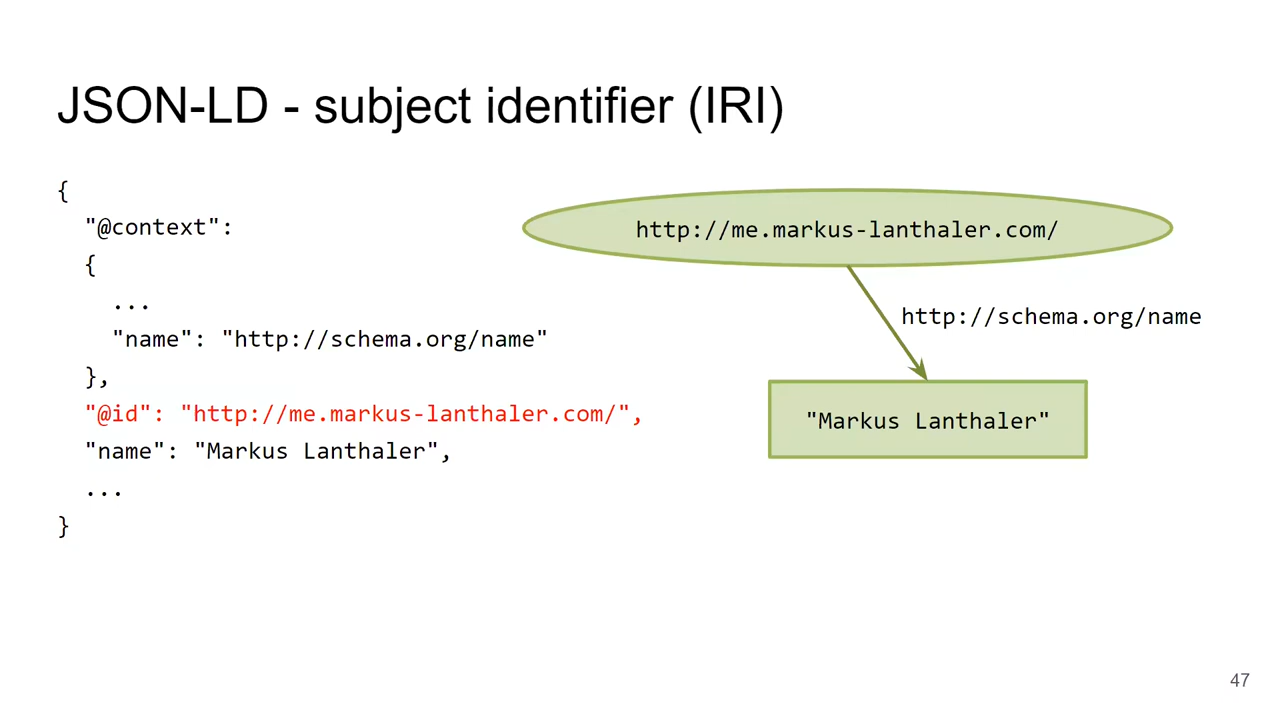 JSON-LD - subject identifier (IRI)
{
"@context":
{
...
"name": "http://schema.org/name"
},
"@id": "http://me.markus-lanthaler.com/",
"name": "Markus Lanthaler",
...
}
http://me.markus-lanthaler.com/
http://schema.org/name
"Markus Lanthaler"
47